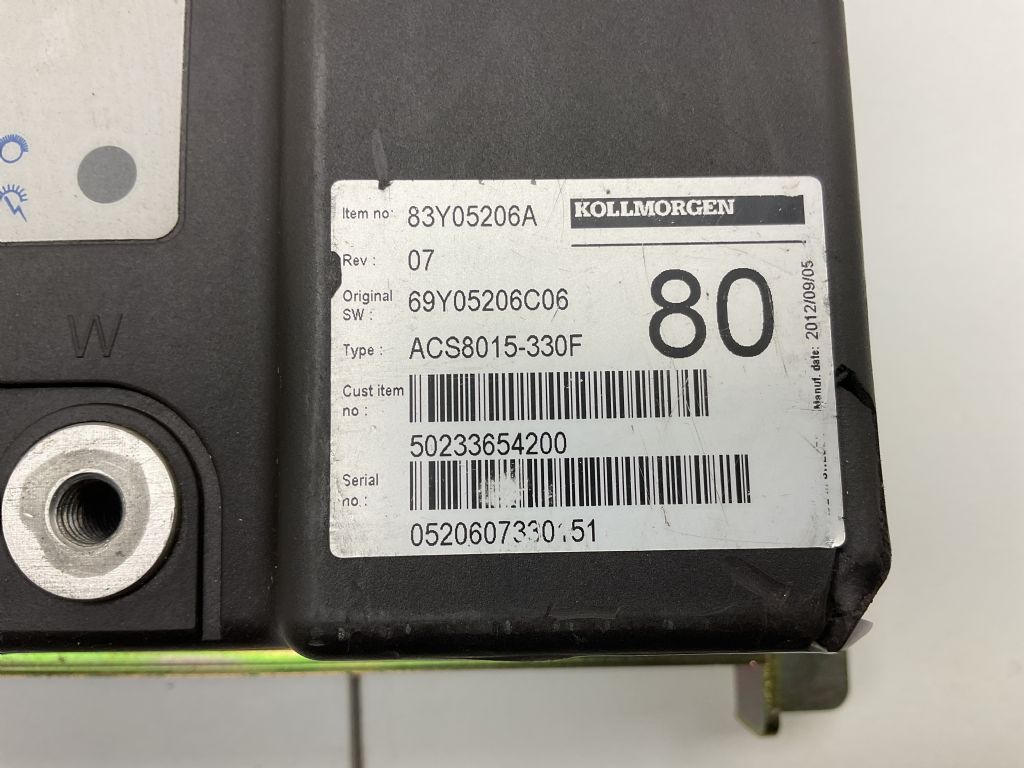 Item no: 83Y05206A
KOLLMORGEN
Rev: 07
Original SW: 69Y05206C06
80
Type: ACS8015-330F
Manuf. date: 2012/09/05
Cust item no:
50233654200
Serial no:
W